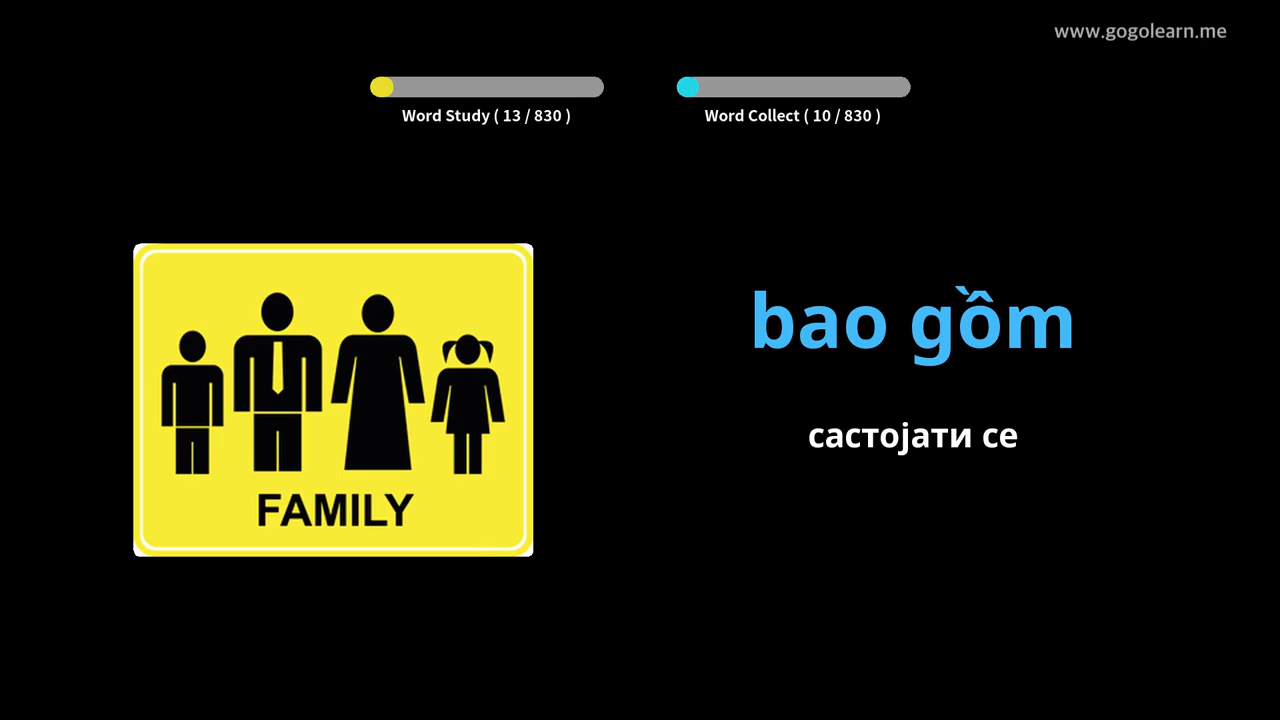 www.gogolearn.me
Word Study ( 13 / 830 )
Word Collect ( 10 / 830 )
bao gồm
састојати се
FAMILY